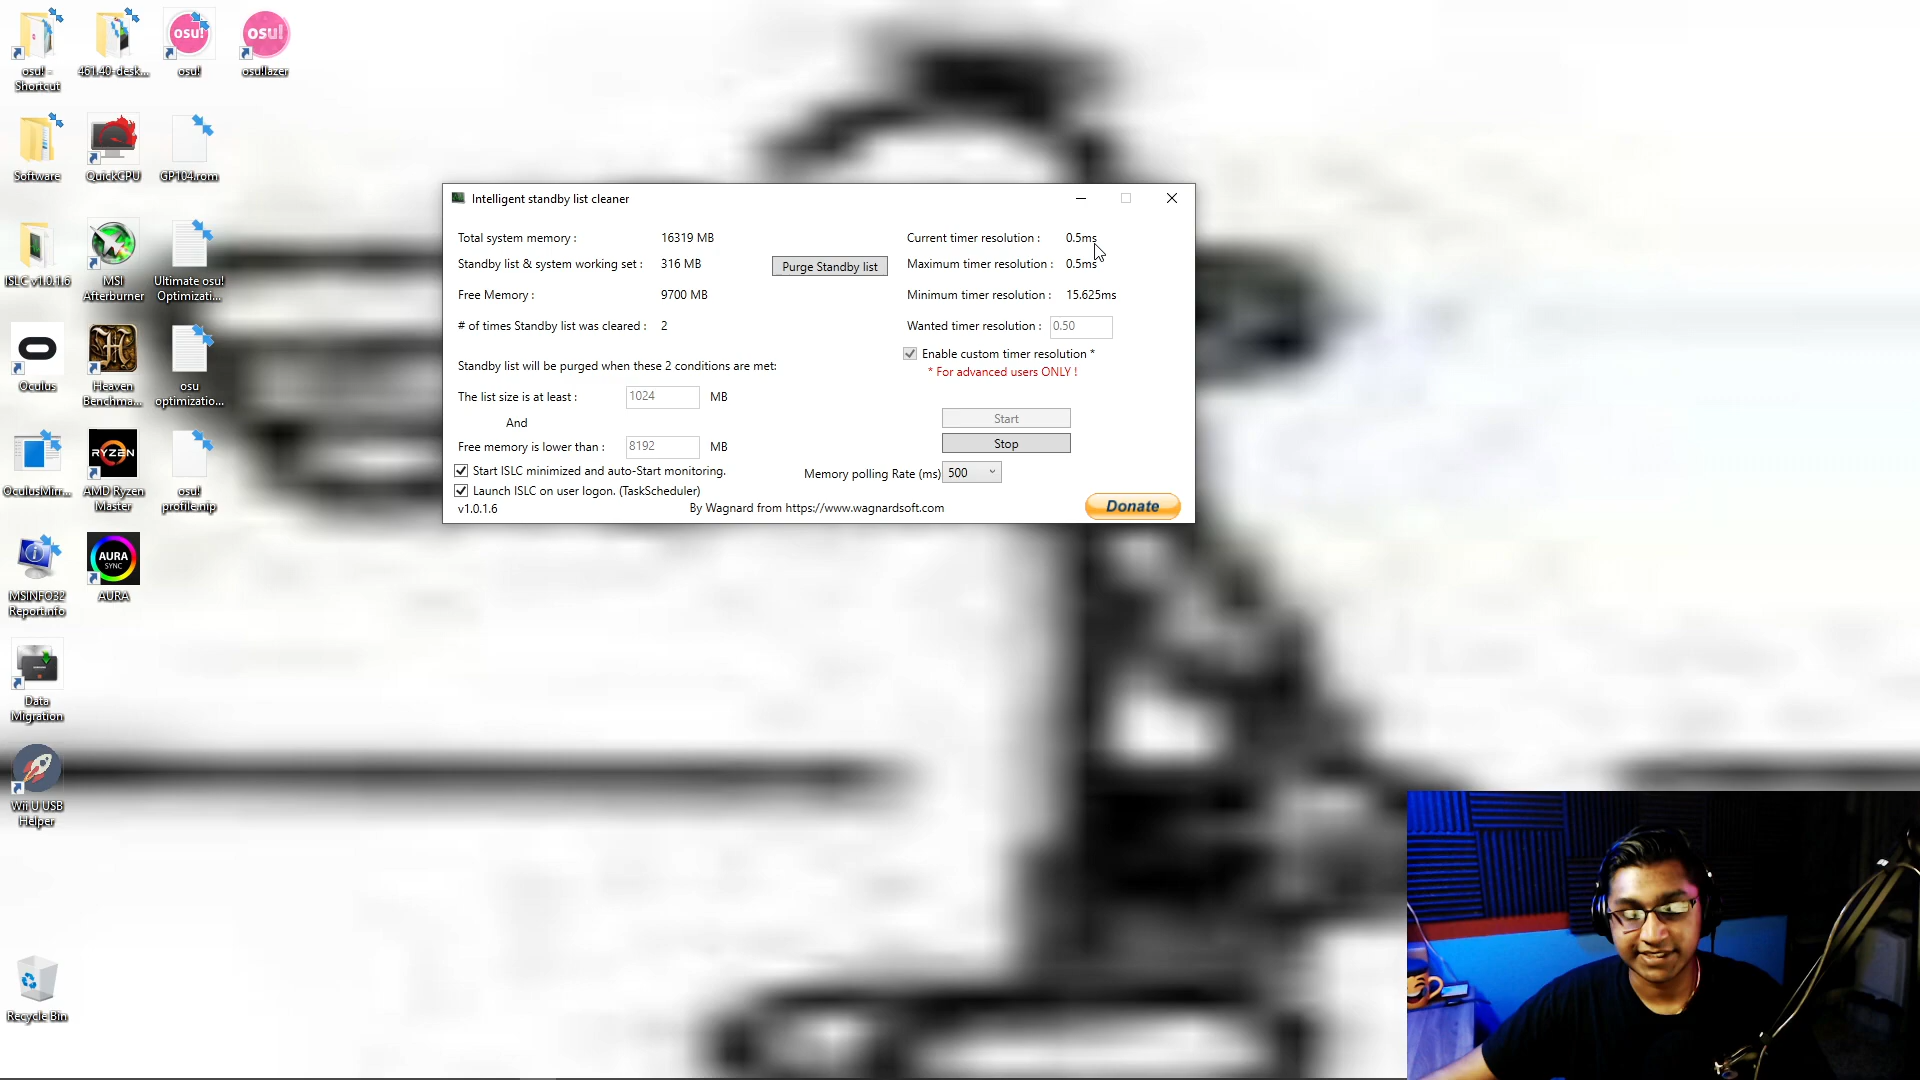 osu! -
Shortcut
461.40-desk...
osu!
osu!
osu!
osu!lazer
Software
QuickCPU
GP104.rom
ISLC v1.0.1.6
MSI
Afterburner
Ultimate osu!
Optimizati...
Oculus
Heaven
Benchma...
osu
optimizatio...
OculusMirr...
RYZEN
AMD Ryzen
Master
osu!
profile.nip
MSINFO32
Report.nfo
AURA
SYNC
AURA
Data
Migration
Wii U USB
Helper
Recycle Bin
Intelligent standby list cleaner
Total system memory : 16319 MB
Standby list & system working set : 316 MB
Purge Standby list
Free Memory : 9700 MB
# of times Standby list was cleared : 2
Standby list will be purged when these 2 conditions are met:
The list size is at least : 1024 MB
And
Free memory is lower than : 8192 MB
Start ISLC minimized and auto-Start monitoring.
Launch ISLC on user logon. (TaskScheduler)
v1.0.1.6
By Wagnard from https://www.wagnardsoft.com
Current timer resolution : 0.5ms
Maximum timer resolution : 0.5ms
Minimum timer resolution : 15.625ms
Wanted timer resolution : 0.50
Enable custom timer resolution *
* For advanced users ONLY !
Start
Stop
Memory polling Rate (ms) 500
Donate